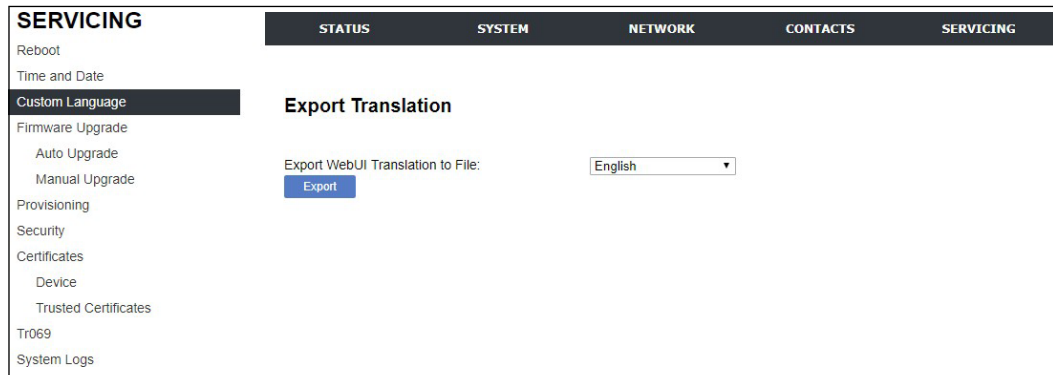 SERVICING
Reboot
Time and Date
Custom Language
Firmware Upgrade
Auto Upgrade
Manual Upgrade
Provisioning
Security
Certificates
Device
Trusted Certificates
Tr069
System Logs
STATUS SYSTEM NETWORK CONTACTS SERVICING
Export Translation
Export WebUI Translation to File: English
Export